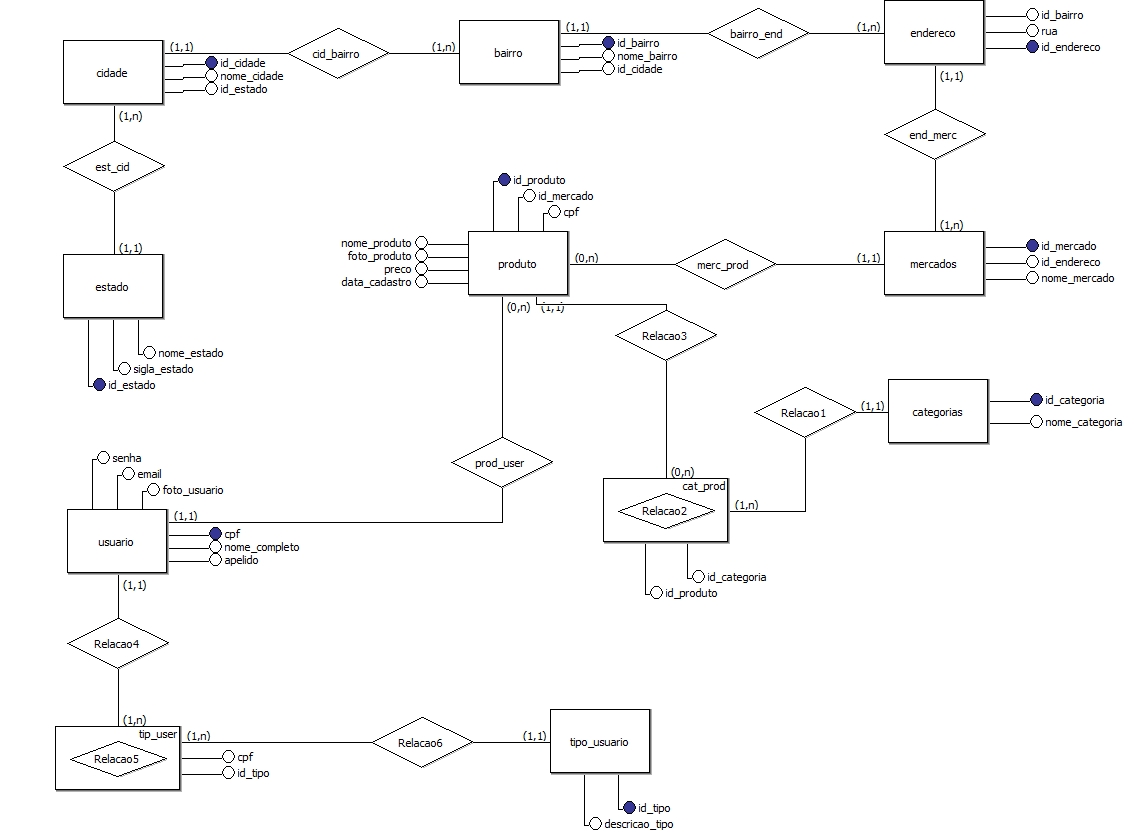 id_bairro
(1,1)
rua
endereco
bairro_end
(1,n)
id_endereco
(1,1)
(1,n)
id_bairro
cid_bairro
bairro
nome_bairro
id_cidade
cidade
id_cidade
nome_cidade
id_estado
(1,1)
(1,n)
end_merc
est_cid
id_produto
id_mercado
cpf
(1,n)
nome_produto
foto_produto
preco
data_cadastro
produto
(0,n)
merc_prod
(1,1)
mercados
id_mercado
id_endereco
nome_mercado
(1,1)
estado
(0,n)
(1,1)
Relacao3
nome_estado
sigla_estado
id_estado
Relacao1
(1,1)
categorias
id_categoria
nome_categoria
senha
email
foto_usuario
prod_user
(0,n)
cat_prod
Relacao2
(1,n)
(1,1)
usuario
cpf
nome_completo
apelido
id_categoria
id_produto
(1,1)
Relacao4
(1,n)
tip_user
Relacao5
(1,n)
cpf
id_tipo
Relacao6
(1,1)
tipo_usuario
id_tipo
descricao_tipo